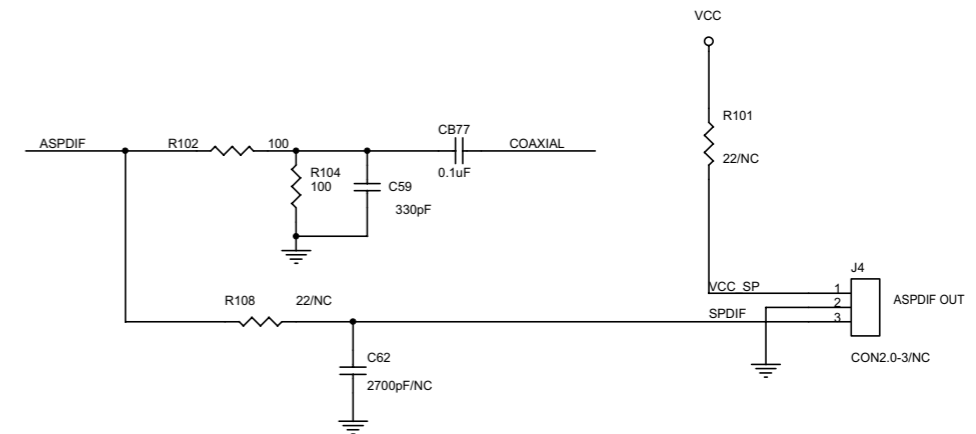 VCC
R101
22/NC
ASPDIF
R102
100
CB77
0.1uF
COAXIAL
R104
100
C59
330pF
J4
VCC_SP
1
2
3
SPDIF
ASPDIF OUT
CON2.0-3/NC
R108
22/NC
C62
2700pF/NC